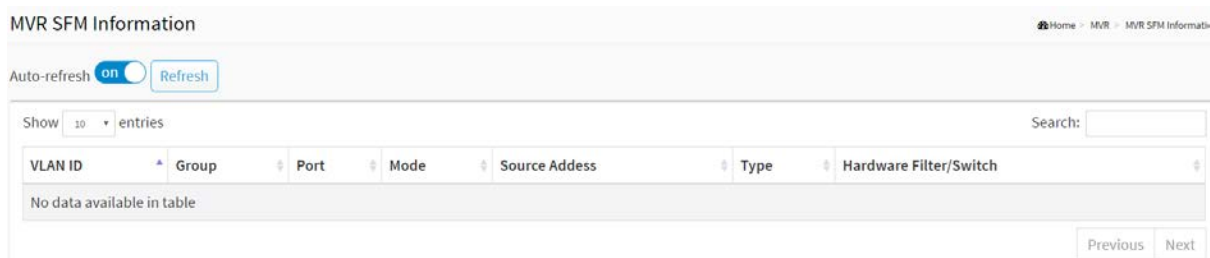 MVR SFM Information
Home > MVR > MVR SFM Informati
Auto-refresh on Refresh
Show 10 entries
Search:
VLAN ID Group Port Mode Source Addess Type Hardware Filter/Switch
No data available in table
Previous Next